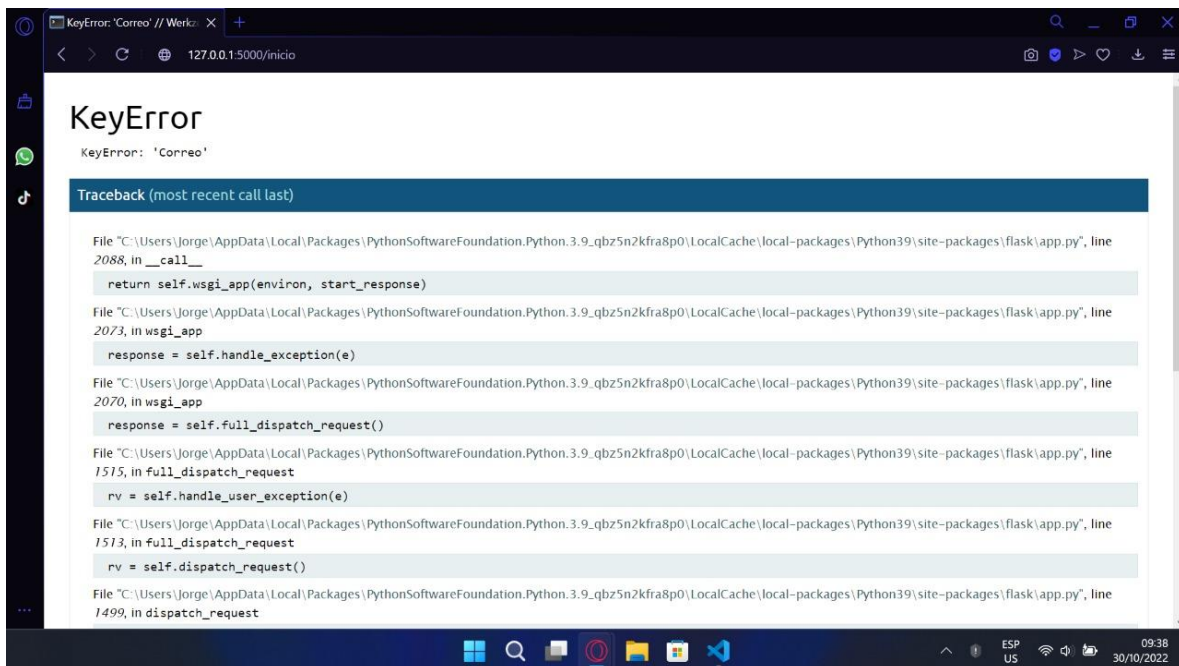 KeyError: 'Correo' // Werkz
127.0.0.1:5000/inicio
KeyError
KeyError: 'Correo'
Traceback (most recent call last)
File "C:\Users\Jorge\AppData\Local\Packages\PythonSoftwareFoundation.Python.3.9_qbz5n2kfra8p0\LocalCache\local-packages\Python39\site-packages\flask\app.py", line
2088, in __call__
return self.wsgi_app(environ, start_response)
File "C:\Users\Jorge\AppData\Local\Packages\PythonSoftwareFoundation.Python.3.9_qbz5n2kfra8p0\LocalCache\local-packages\Python39\site-packages\flask\app.py", line
2073, in wsgi_app
response = self.handle_exception(e)
File "C:\Users\Jorge\AppData\Local\Packages\PythonSoftwareFoundation.Python.3.9_qbz5n2kfra8p0\LocalCache\local-packages\Python39\site-packages\flask\app.py", line
2070, in wsgi_app
response = self.full_dispatch_request()
File "C:\Users\Jorge\AppData\Local\Packages\PythonSoftwareFoundation.Python.3.9_qbz5n2kfra8p0\LocalCache\local-packages\Python39\site-packages\flask\app.py", line
1515, in full_dispatch_request
rv = self.handle_user_exception(e)
File "C:\Users\Jorge\AppData\Local\Packages\PythonSoftwareFoundation.Python.3.9_qbz5n2kfra8p0\LocalCache\local-packages\Python39\site-packages\flask\app.py", line
1513, in full_dispatch_request
rv = self.dispatch_request()
File "C:\Users\Jorge\AppData\Local\Packages\PythonSoftwareFoundation.Python.3.9_qbz5n2kfra8p0\LocalCache\local-packages\Python39\site-packages\flask\app.py", line
1499, in dispatch_request
ESP
US
09:38
30/10/2022